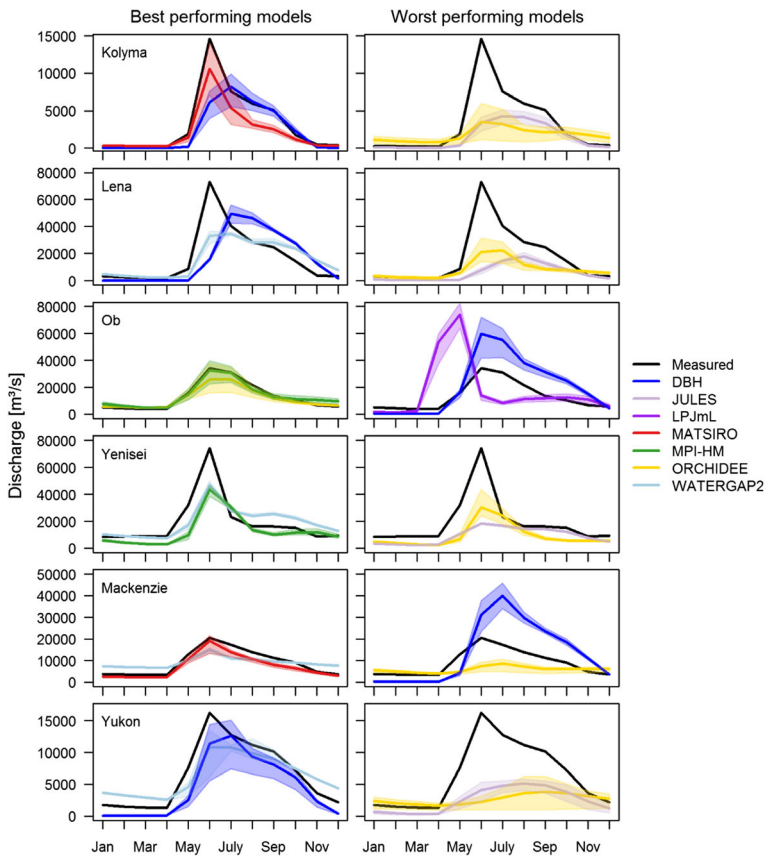 Best performing models
Worst performing models
Discharge [m³/s]
Kolyma
15000
10000
5000
0
Lena
80000
60000
40000
20000
0
Ob
80000
60000
40000
20000
0
Yenisei
80000
60000
40000
20000
0
Mackenzie
50000
40000
30000
20000
10000
0
Yukon
15000
10000
5000
0
Jan Mar May July Sep Nov
Jan Mar May July Sep Nov
Measured
DBH
JULES
LPJmL
MATSIRO
MPI-HM
ORCHIDEE
WATERGAP2